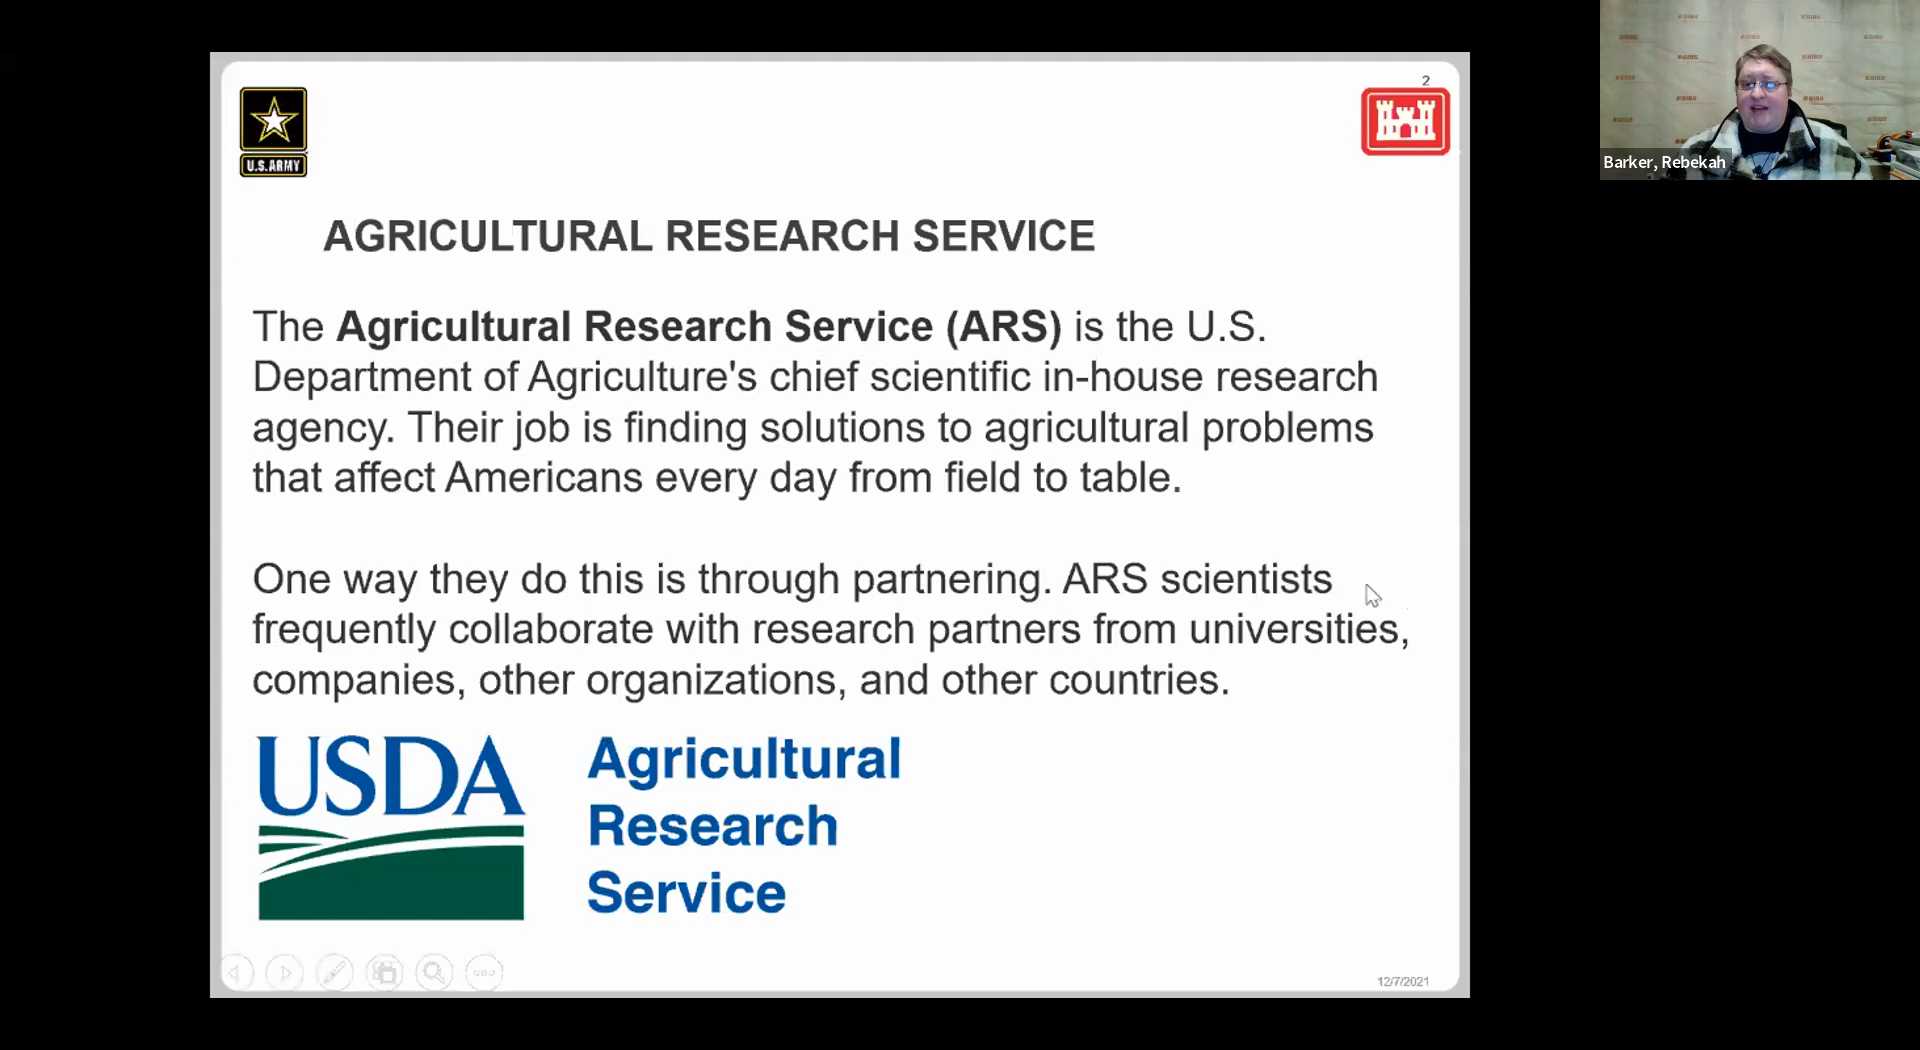 2
U.S.ARMY
AGRICULTURAL RESEARCH SERVICE
The Agricultural Research Service (ARS) is the U.S.
Department of Agriculture's chief scientific in-house research
agency. Their job is finding solutions to agricultural problems
that affect Americans every day from field to table.
One way they do this is through partnering. ARS scientists
frequently collaborate with research partners from universities,
companies, other organizations, and other countries.
USDA
Agricultural
Research
Service
12/7/2021
Barker, Rebekah